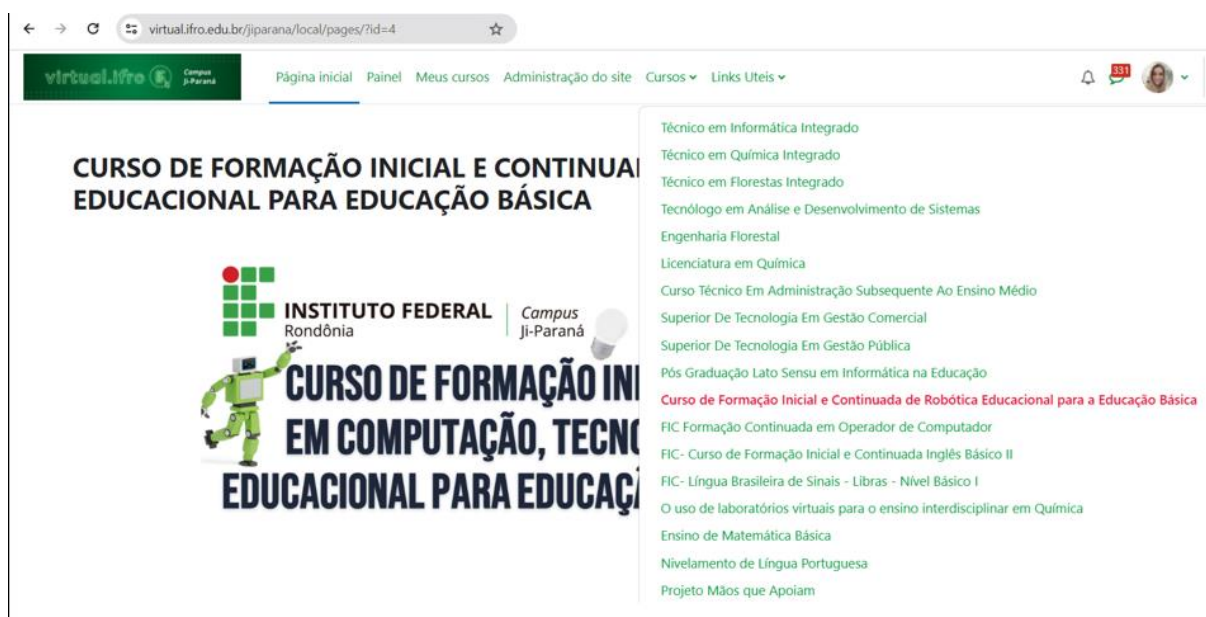 virtual.ifro.edu.br/jiparana/local/pages/?id=4
virtual.ifro Campus Ji-Paraná
Página inicial Painel Meus cursos Administração do site Cursos Links Uteis
331
CURSO DE FORMAÇÃO INICIAL E CONTINUA
EDUCACIONAL PARA EDUCAÇÃO BÁSICA
INSTITUTO FEDERAL
Rondônia
Campus
Ji-Paraná
CURSO DE FORMAÇÃO INI
EM COMPUTAÇÃO, TECNO
EDUCACIONAL PARA EDUCAÇ
Técnico em Informática Integrado
Técnico em Química Integrado
Técnico em Florestas Integrado
Tecnólogo em Análise e Desenvolvimento de Sistemas
Engenharia Florestal
Licenciatura em Química
Curso Técnico Em Administração Subsequente Ao Ensino Médio
Superior De Tecnologia Em Gestão Comercial
Superior De Tecnologia Em Gestão Pública
Pós Graduação Lato Sensu em Informática na Educação
Curso de Formação Inicial e Continuada de Robótica Educacional para a Educação Básica
FIC Formação Continuada em Operador de Computador
FIC- Curso de Formação Inicial e Continuada Inglês Básico II
FIC- Língua Brasileira de Sinais - Libras - Nível Básico I
O uso de laboratórios virtuais para o ensino interdisciplinar em Química
Ensino de Matemática Básica
Nivelamento de Língua Portuguesa
Projeto Mãos que Apoiam